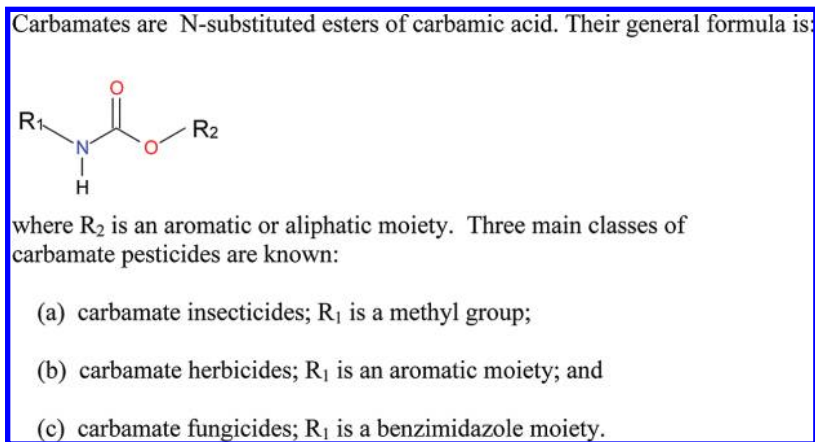 Carbamates are N-substituted esters of carbamic acid. Their general formula is:
O
R1
N
O
R2
H
where R₂ is an aromatic or aliphatic moiety. Three main classes of
carbamate pesticides are known:
(a) carbamate insecticides; R₁ is a methyl group;
(b) carbamate herbicides; R₁ is an aromatic moiety; and
(c) carbamate fungicides; R₁ is a benzimidazole moiety.